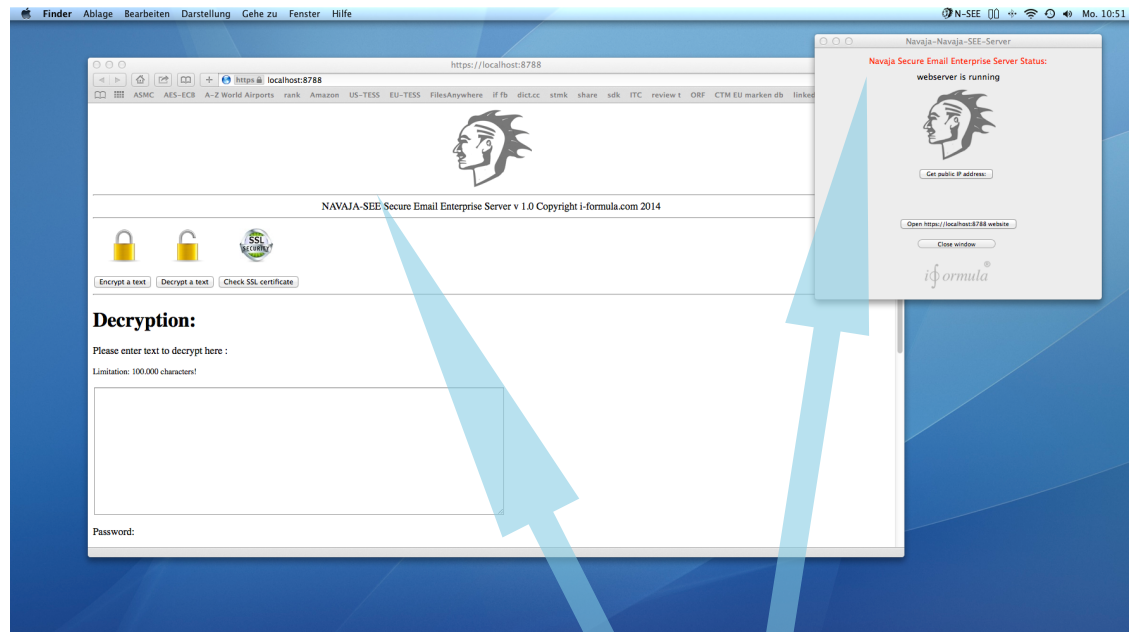 Finder Ablage Bearbeiten Darstellung Gehe zu Fenster Hilfe
N-SEE Mo. 10:51
https://localhost:8788
https localhost:8788
ASMC AES-ECB A-Z World Airports rank Amazon US-TESS EU-TESS FilesAnywhere if fb dict.cc stmk share sdk ITC review t ORF CTM EU marken db linked
NAVAJA-SEE Secure Email Enterprise Server v 1.0 Copyright i-formula.com 2014
SSL
SECURITY
Encrypt a text Decrypt a text Check SSL certificate
Decryption:
Please enter text to decrypt here :
Limitation: 100.000 characters!
Password:
Navaja-Navaja-SEE-Server
Navaja Secure Email Enterprise Server Status:
webserver is running
Get public IP address:
Open https://localhost:8788 website
Close window
i∮ormula®